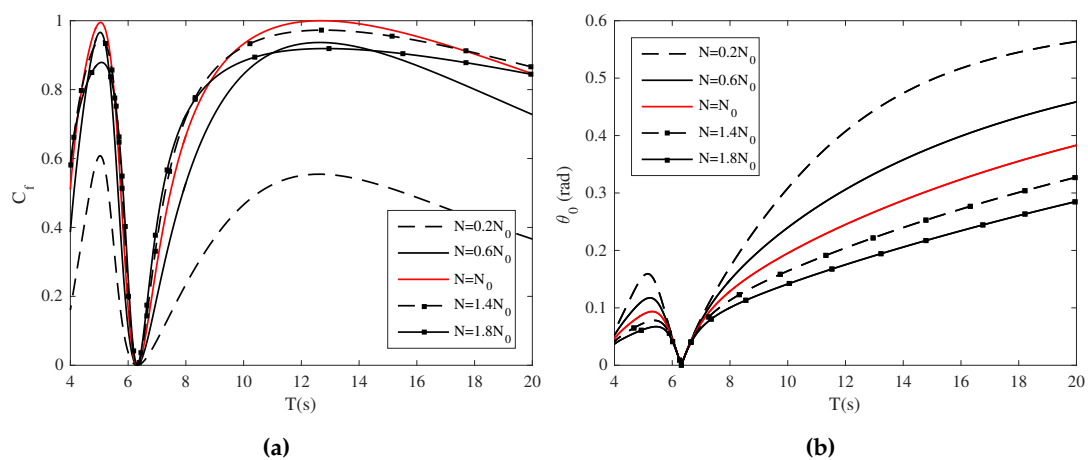 1
0.8
0.6
0.4
0.2
0
C_f
4 6 8 10 12 14 16 18 20
T(s)
N=0.2N_0
N=0.6N_0
N=N_0
N=1.4N_0
N=1.8N_0
(a)
0.6
0.5
0.4
0.3
0.2
0.1
0
θ_0 (rad)
4 6 8 10 12 14 16 18 20
T(s)
N=0.2N_0
N=0.6N_0
N=N_0
N=1.4N_0
N=1.8N_0
(b)